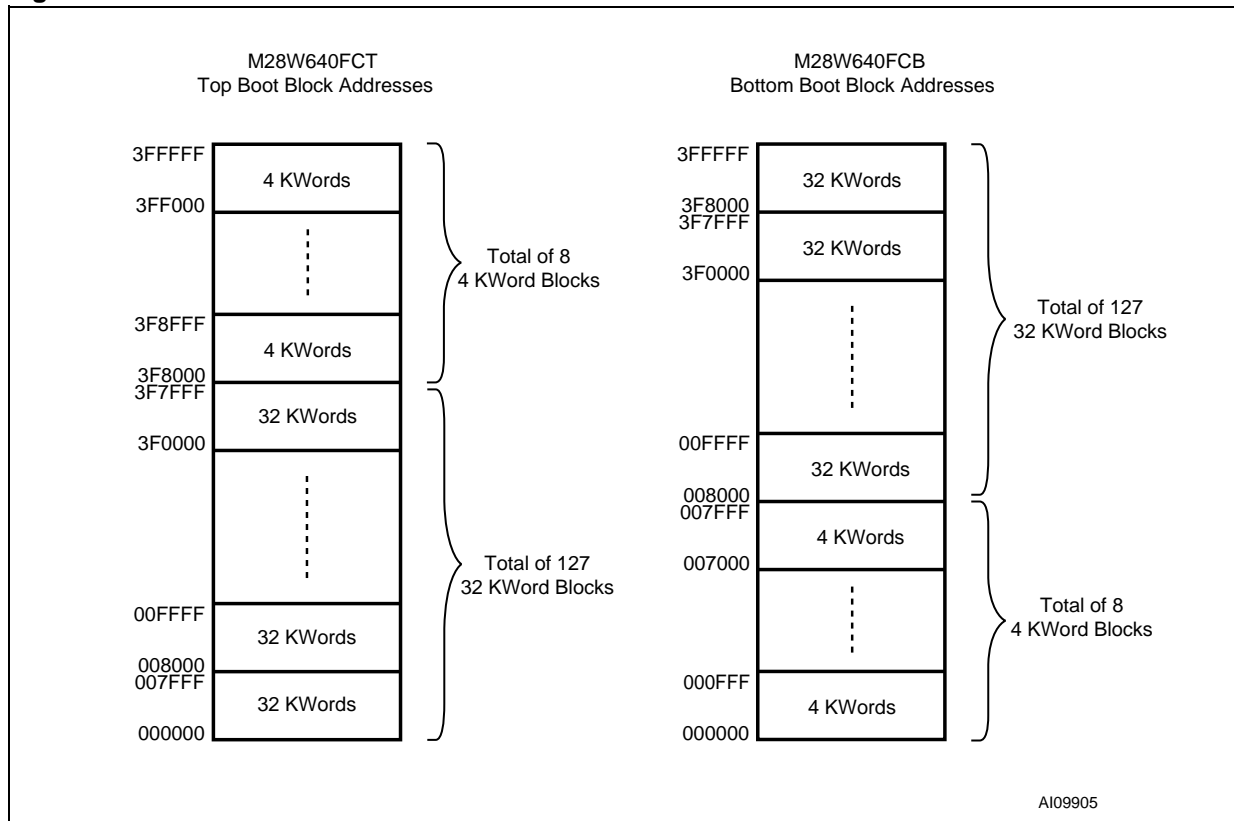 M28W640FCT
Top Boot Block Addresses
3FFFFF
4 KWords
3FF000
Total of 8
4 KWord Blocks
3F8FFF
4 KWords
3F8000
3F7FFF
32 KWords
3F0000
Total of 127
32 KWord Blocks
00FFFF
32 KWords
008000
007FFF
32 KWords
000000
M28W640FCB
Bottom Boot Block Addresses
3FFFFF
32 KWords
3F8000
3F7FFF
32 KWords
3F0000
Total of 127
32 KWord Blocks
00FFFF
32 KWords
008000
007FFF
4 KWords
007000
Total of 8
4 KWord Blocks
000FFF
4 KWords
000000
AI09905